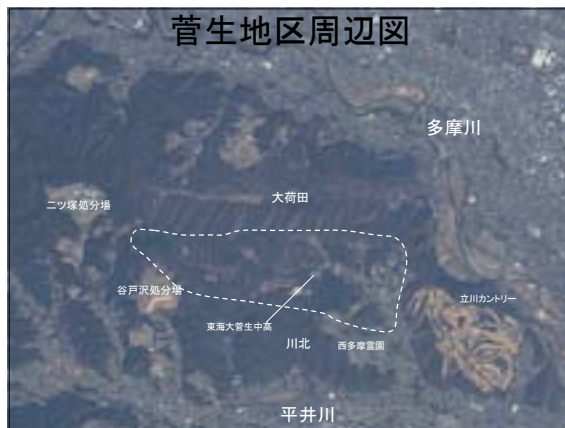 菅生地区周辺図
多摩川
大荷田
二ツ塚処分場
谷戸沢処分場
立川カントリー
東海大菅生中高
川北
西多摩霊園
平井川